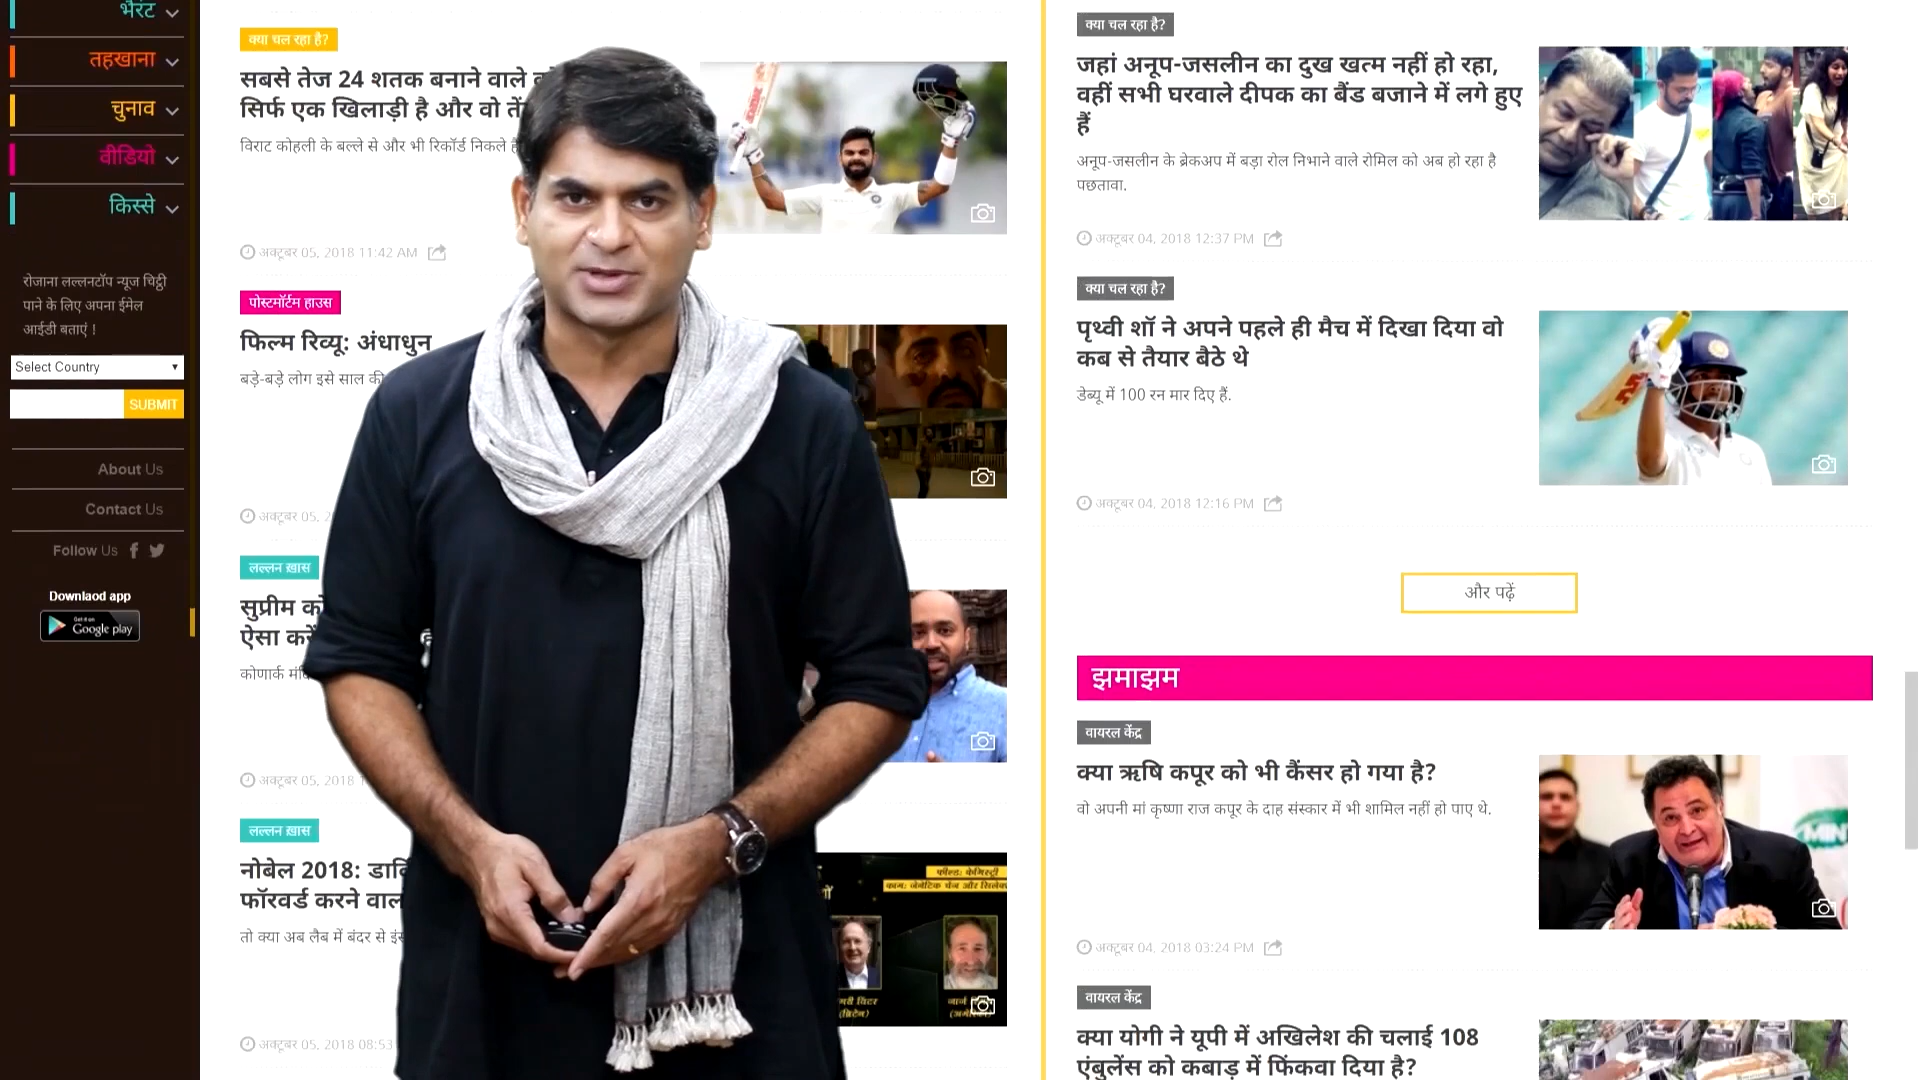 भैरंट
तहखाना
चुनाव
वीडियो
किस्से
रोजाना लल्लनटॉप न्यूज चिट्ठी
पाने के लिए अपना ईमेल
आईडी बताएं !
Select Country
SUBMIT
About Us
Contact Us
Follow Us
Downlaod app
Get it on
Google play
क्या चल रहा है?
सबसे तेज 24 शतक बनाने वाले
सिर्फ एक खिलाड़ी है और वो
विराट कोहली के बल्ले से और भी रिकॉर्ड निकले
अक्टूबर 05, 2018 11:42 AM
पोस्टमॉर्टम हाउस
फिल्म रिव्यू: अंधाधुन
बड़े-बड़े लोग इसे साल की
अक्टूबर 05,
लल्लन ख़ास
सुप्रीम
ऐसा
कोणार्क
अक्टूबर 05, 2018
लल्लन ख़ास
नोबेल 2018:
फॉरवर्ड करने
तो क्या अब लैब में बंदर से
फील्ड: केमिस्ट्री
काम: जेनेटिक चेंज और
विंटर
(ब्रिटेन)
अक्टूबर 05, 2018 08:53
क्या चल रहा है?
जहां अनूप-जसलीन का दुख खत्म नहीं हो रहा,
वहीं सभी घरवाले दीपक का बैंड बजाने में लगे हुए
हैं
अनूप-जसलीन के ब्रेकअप में बड़ा रोल निभाने वाले रोमिल को अब हो रहा है
पछतावा.
अक्टूबर 04, 2018 12:37 PM
क्या चल रहा है?
पृथ्वी शॉ ने अपने पहले ही मैच में दिखा दिया वो
कब से तैयार बैठे थे
डेब्यू में 100 रन मार दिए हैं.
अक्टूबर 04, 2018 12:16 PM
और पढ़ें
झमाझम
वायरल केंद्र
क्या ऋषि कपूर को भी कैंसर हो गया है?
वो अपनी मां कृष्णा राज कपूर के दाह संस्कार में भी शामिल नहीं हो पाए थे.
MIN
अक्टूबर 04, 2018 03:24 PM
वायरल केंद्र
क्या योगी ने यूपी में अखिलेश की चलाई 108
एंबुलेंस को कबाड़ में फिंकवा दिया है?